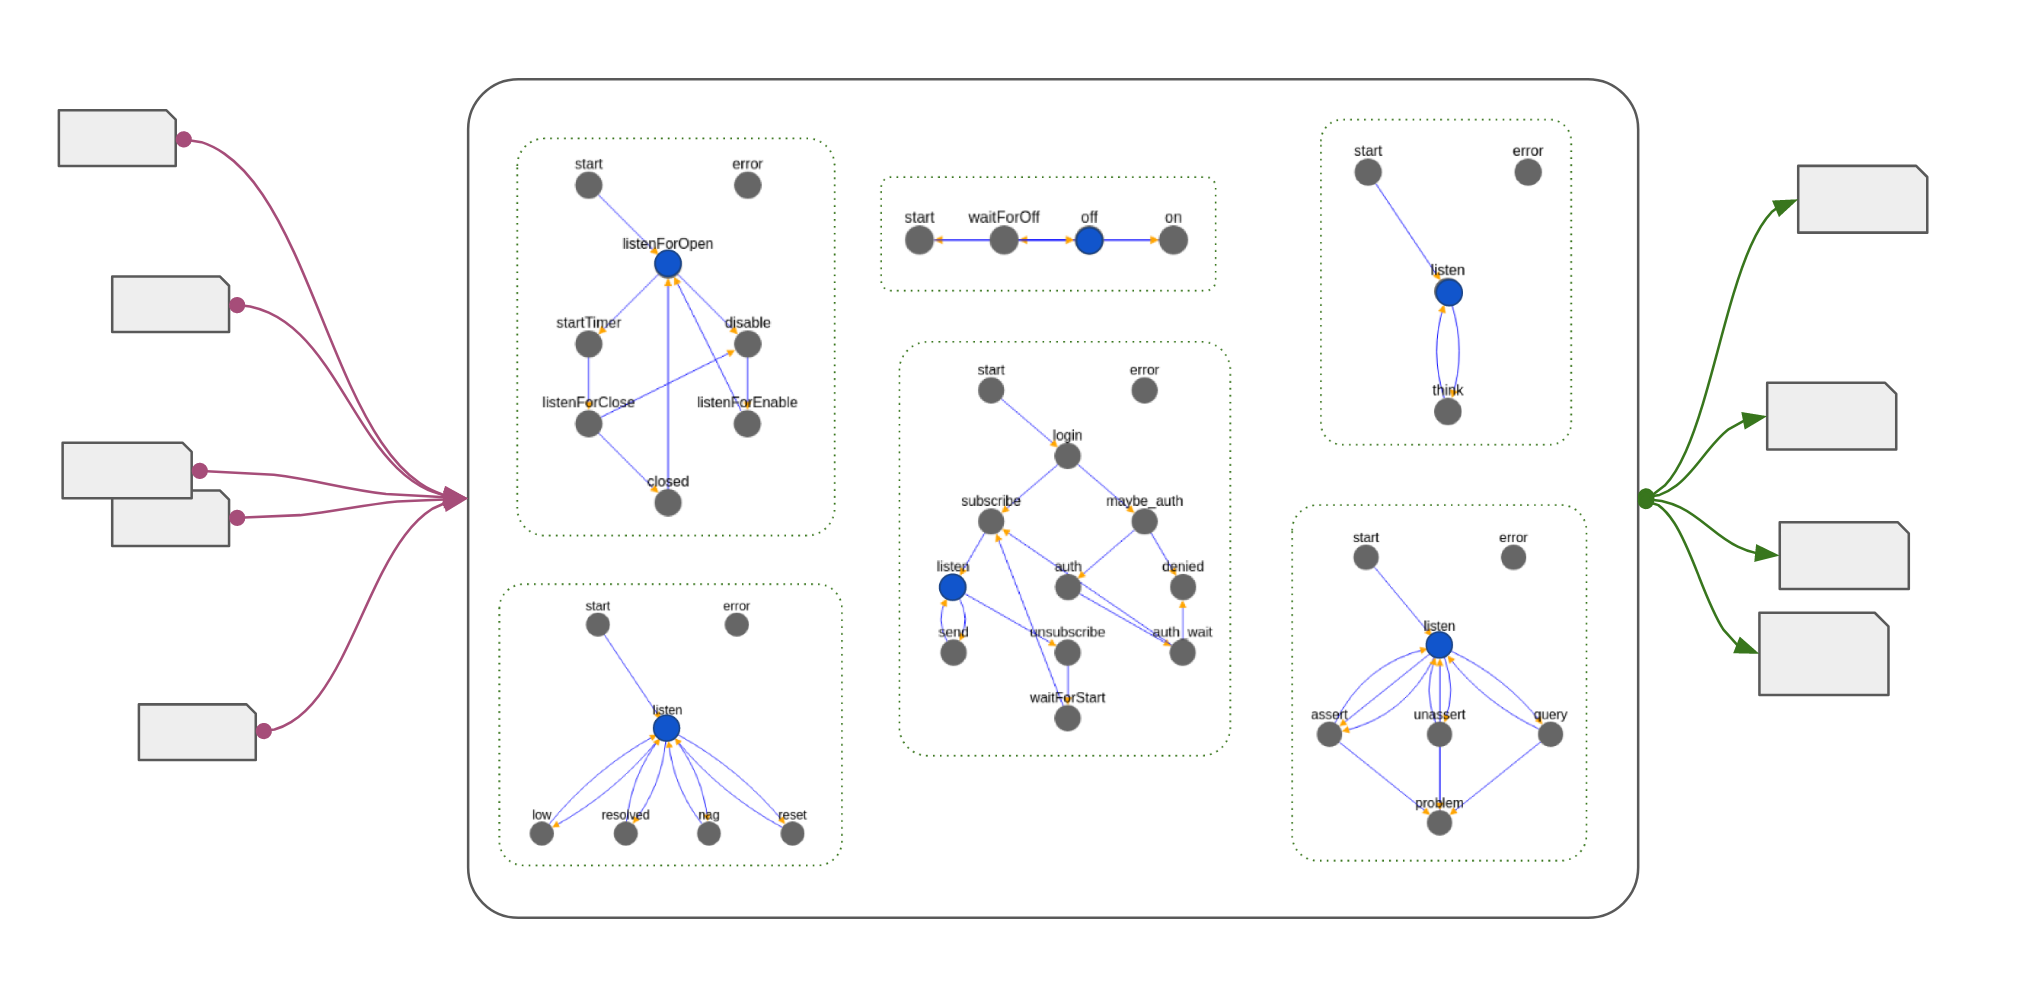 start
error
listenForOpen
startTimer
disable
listenForClose
listenForEnable
closed
start
waitForOff
off
on
start
error
listen
think
start
error
login
subscribe
maybe_auth
listen
auth
denied
send
unsubscribe
auth_wait
waitForStart
start
error
listen
low
resolved
nag
reset
start
error
listen
assert
unassert
query
problem